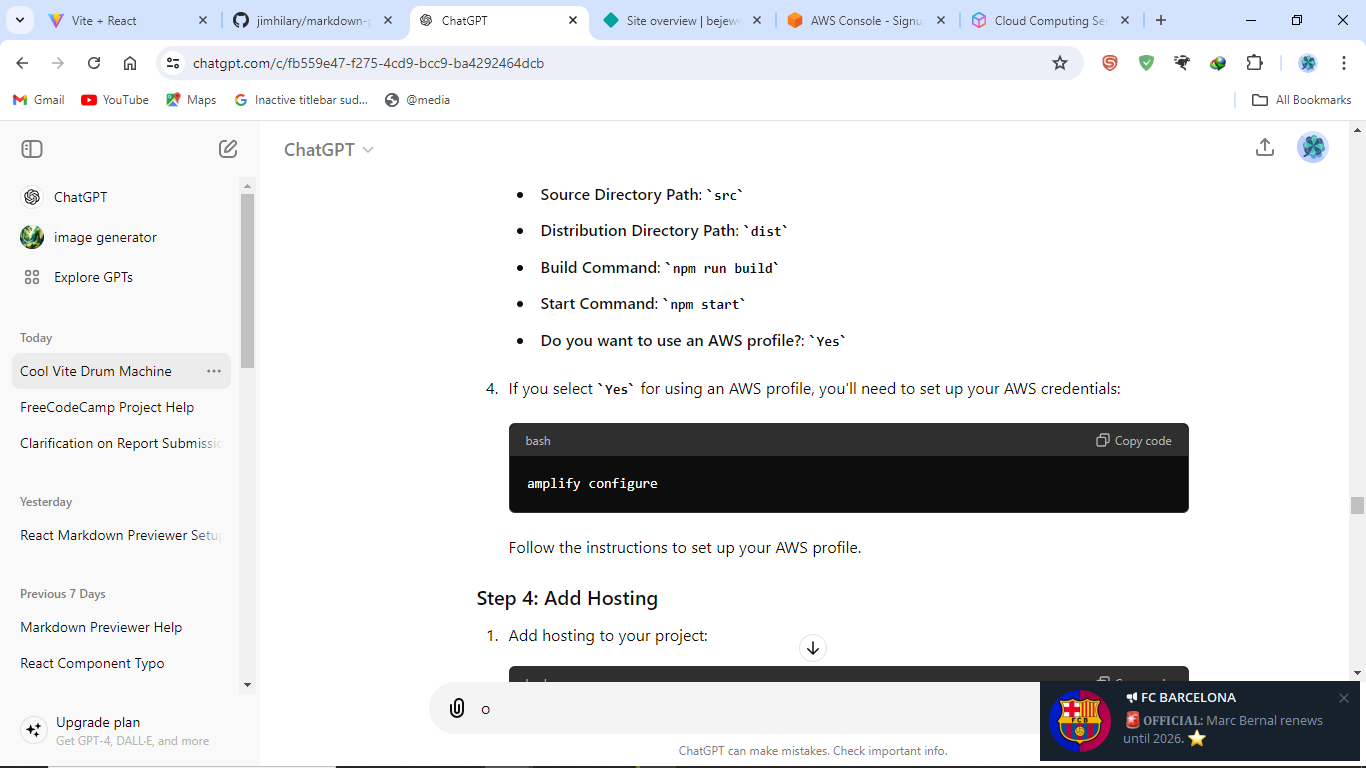 Vite + React
jimhilary/markdown-p
ChatGPT
Site overview | bejew
AWS Console - Signu
Cloud Computing Ser
chatgpt.com/c/fb559e47-f275-4cd9-bcc9-ba4292464dcb
Gmail
YouTube
Maps
Inactive titlebar sud...
@media
All Bookmarks
ChatGPT
image generator
Explore GPTs
Today
Cool Vite Drum Machine
FreeCodeCamp Project Help
Clarification on Report Submissio
Yesterday
React Markdown Previewer Setu
Previous 7 Days
Markdown Previewer Help
React Component Typo
Upgrade plan
Get GPT-4, DALL·E, and more
ChatGPT
• Source Directory Path: `src`
• Distribution Directory Path: `dist`
• Build Command: `npm run build`
• Start Command: `npm start`
• Do you want to use an AWS profile?: `Yes`
4. If you select `Yes` for using an AWS profile, you'll need to set up your AWS credentials:
bash
Copy code
amplify configure
Follow the instructions to set up your AWS profile.
Step 4: Add Hosting
1. Add hosting to your project:
o
ChatGPT can make mistakes. Check important info.
FC BARCELONA
🚨 OFFICIAL: Marc Bernal renews
until 2026. ⭐
FCB